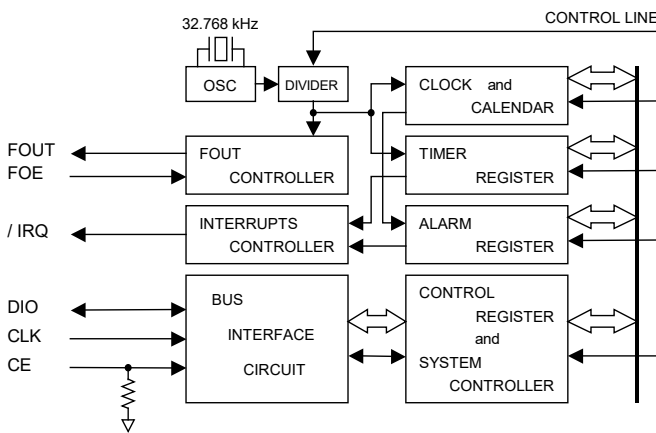 32.768 kHz
CONTROL LINE
OSC
DIVIDER
CLOCK and
CALENDAR
FOUT
FOE
FOUT
CONTROLLER
TIMER
REGISTER
/ IRQ
INTERRUPTS
CONTROLLER
ALARM
REGISTER
DIO
CLK
CE
BUS
INTERFACE
CIRCUIT
CONTROL
REGISTER
and
SYSTEM
CONTROLLER